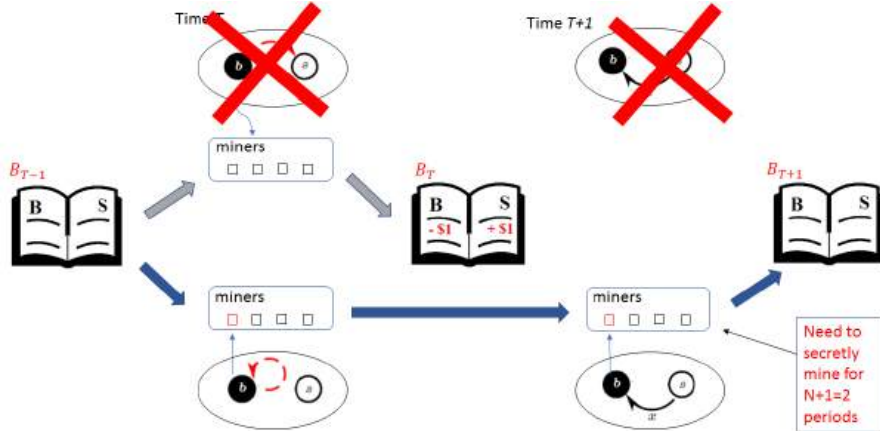 Time T
Time T+1
b s
b
miners
miners
B_{T−1}
B S
B_T
B S
- $1 + $1
B_{T+1}
B S
miners
miners
b s
b s
x
Need to
secretly
mine for
N+1=2
periods